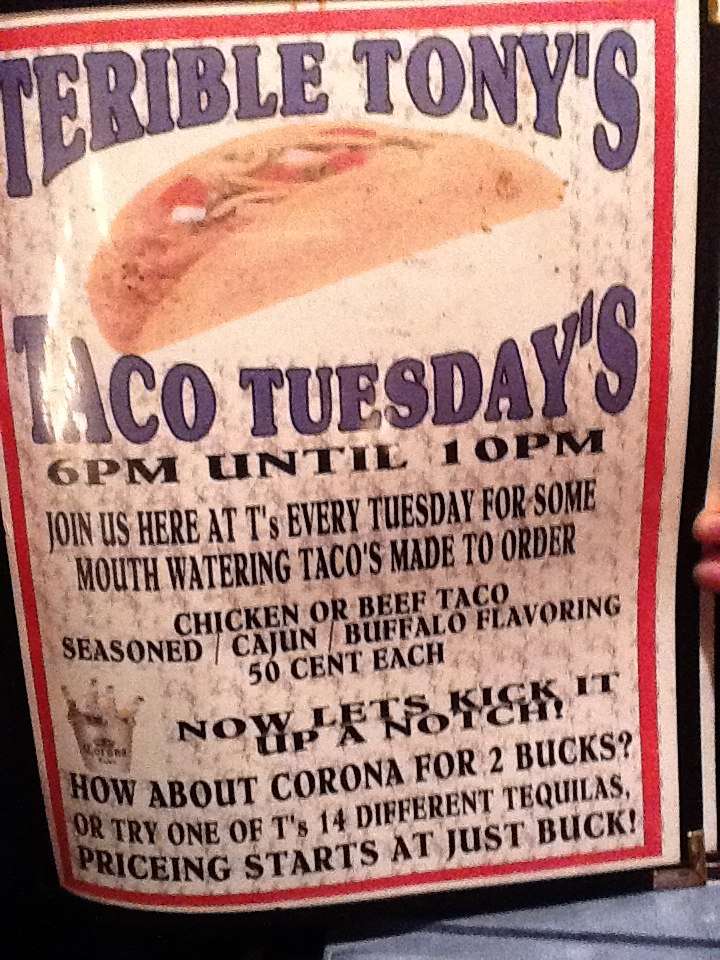 TERIBLE TONY'S
TACO TUESDAY'S
6PM UNTIL 10PM
JOIN US HERE AT T's EVERY TUESDAY FOR SOME
MOUTH WATERING TACO'S MADE TO ORDER
CHICKEN OR BEEF TACO
SEASONED / CAJUN / BUFFALO FLAVORING
50 CENT EACH
NOW LETS KICK IT
UP A NOTCH!
Corona
HOW ABOUT CORONA FOR 2 BUCKS?
OR TRY ONE OF T's 14 DIFFERENT TEQUILAS,
PRICEING STARTS AT JUST BUCK!